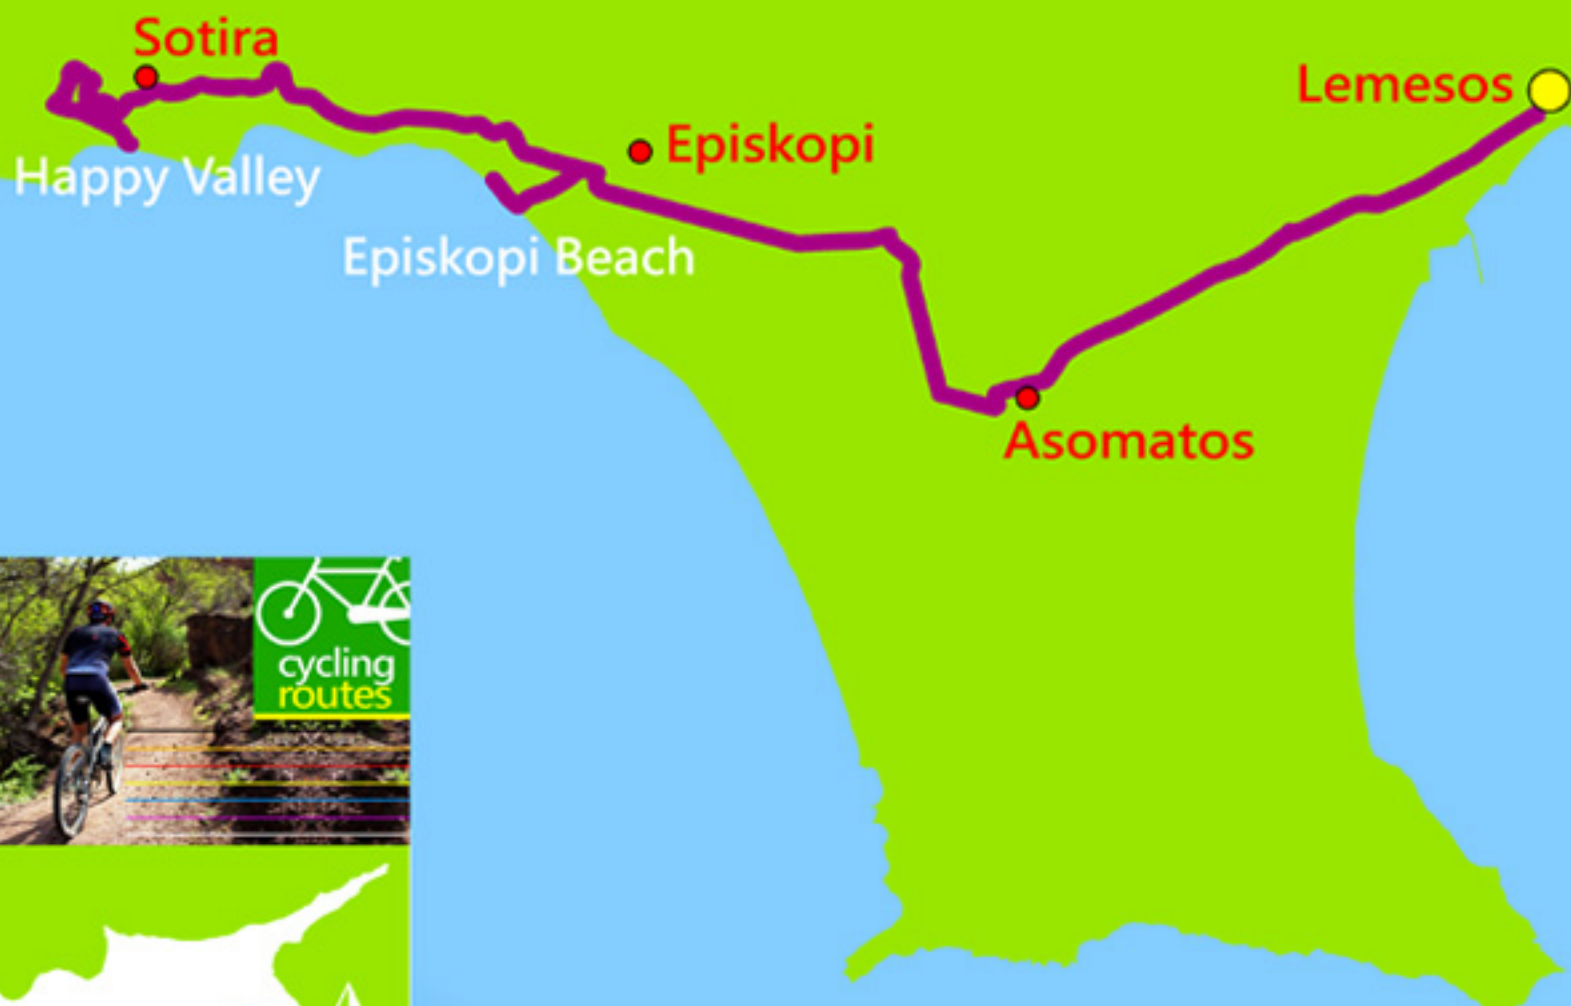 Sotira
Lemesos
Episkopi
Happy Valley
Episkopi Beach
Asomatos
cycling
routes